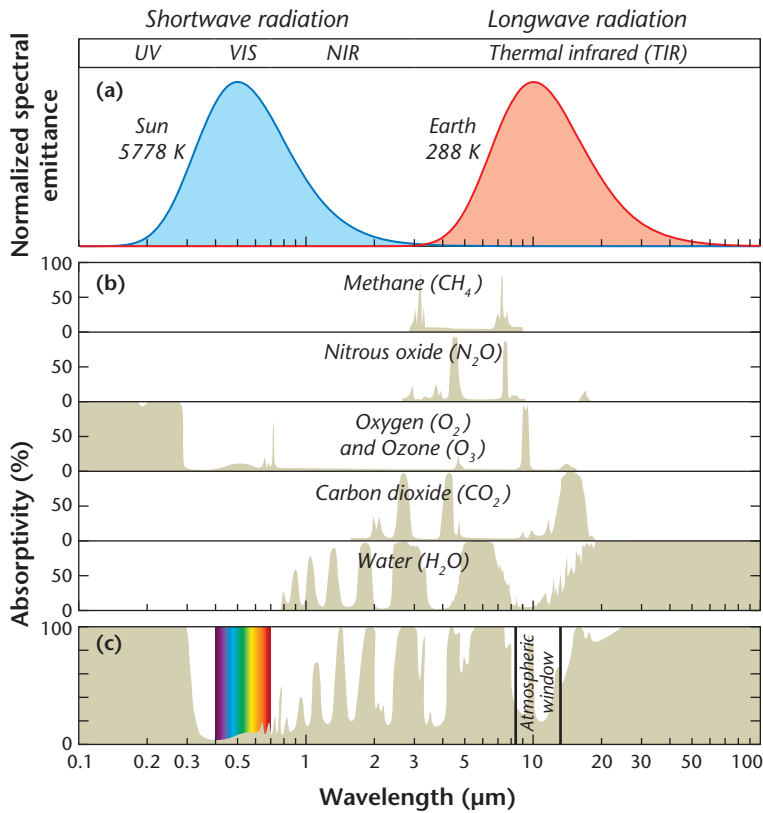 Shortwave radiation Longwave radiation
UV VIS NIR Thermal infrared (TIR)
Normalized spectral
emittance
(a)
Sun
5778 K
Earth
288 K
Absorptivity (%)
100
50
0
(b)
Methane (CH4)
50
0
Nitrous oxide (N2O)
50
0
Oxygen (O2)
and Ozone (O3)
50
0
Carbon dioxide (CO2)
50
0
Water (H2O)
100
0
(c)
Atmospheric
window
0.1 0.2 0.3 0.5 1 2 3 5 10 20 30 50 100
Wavelength (μm)